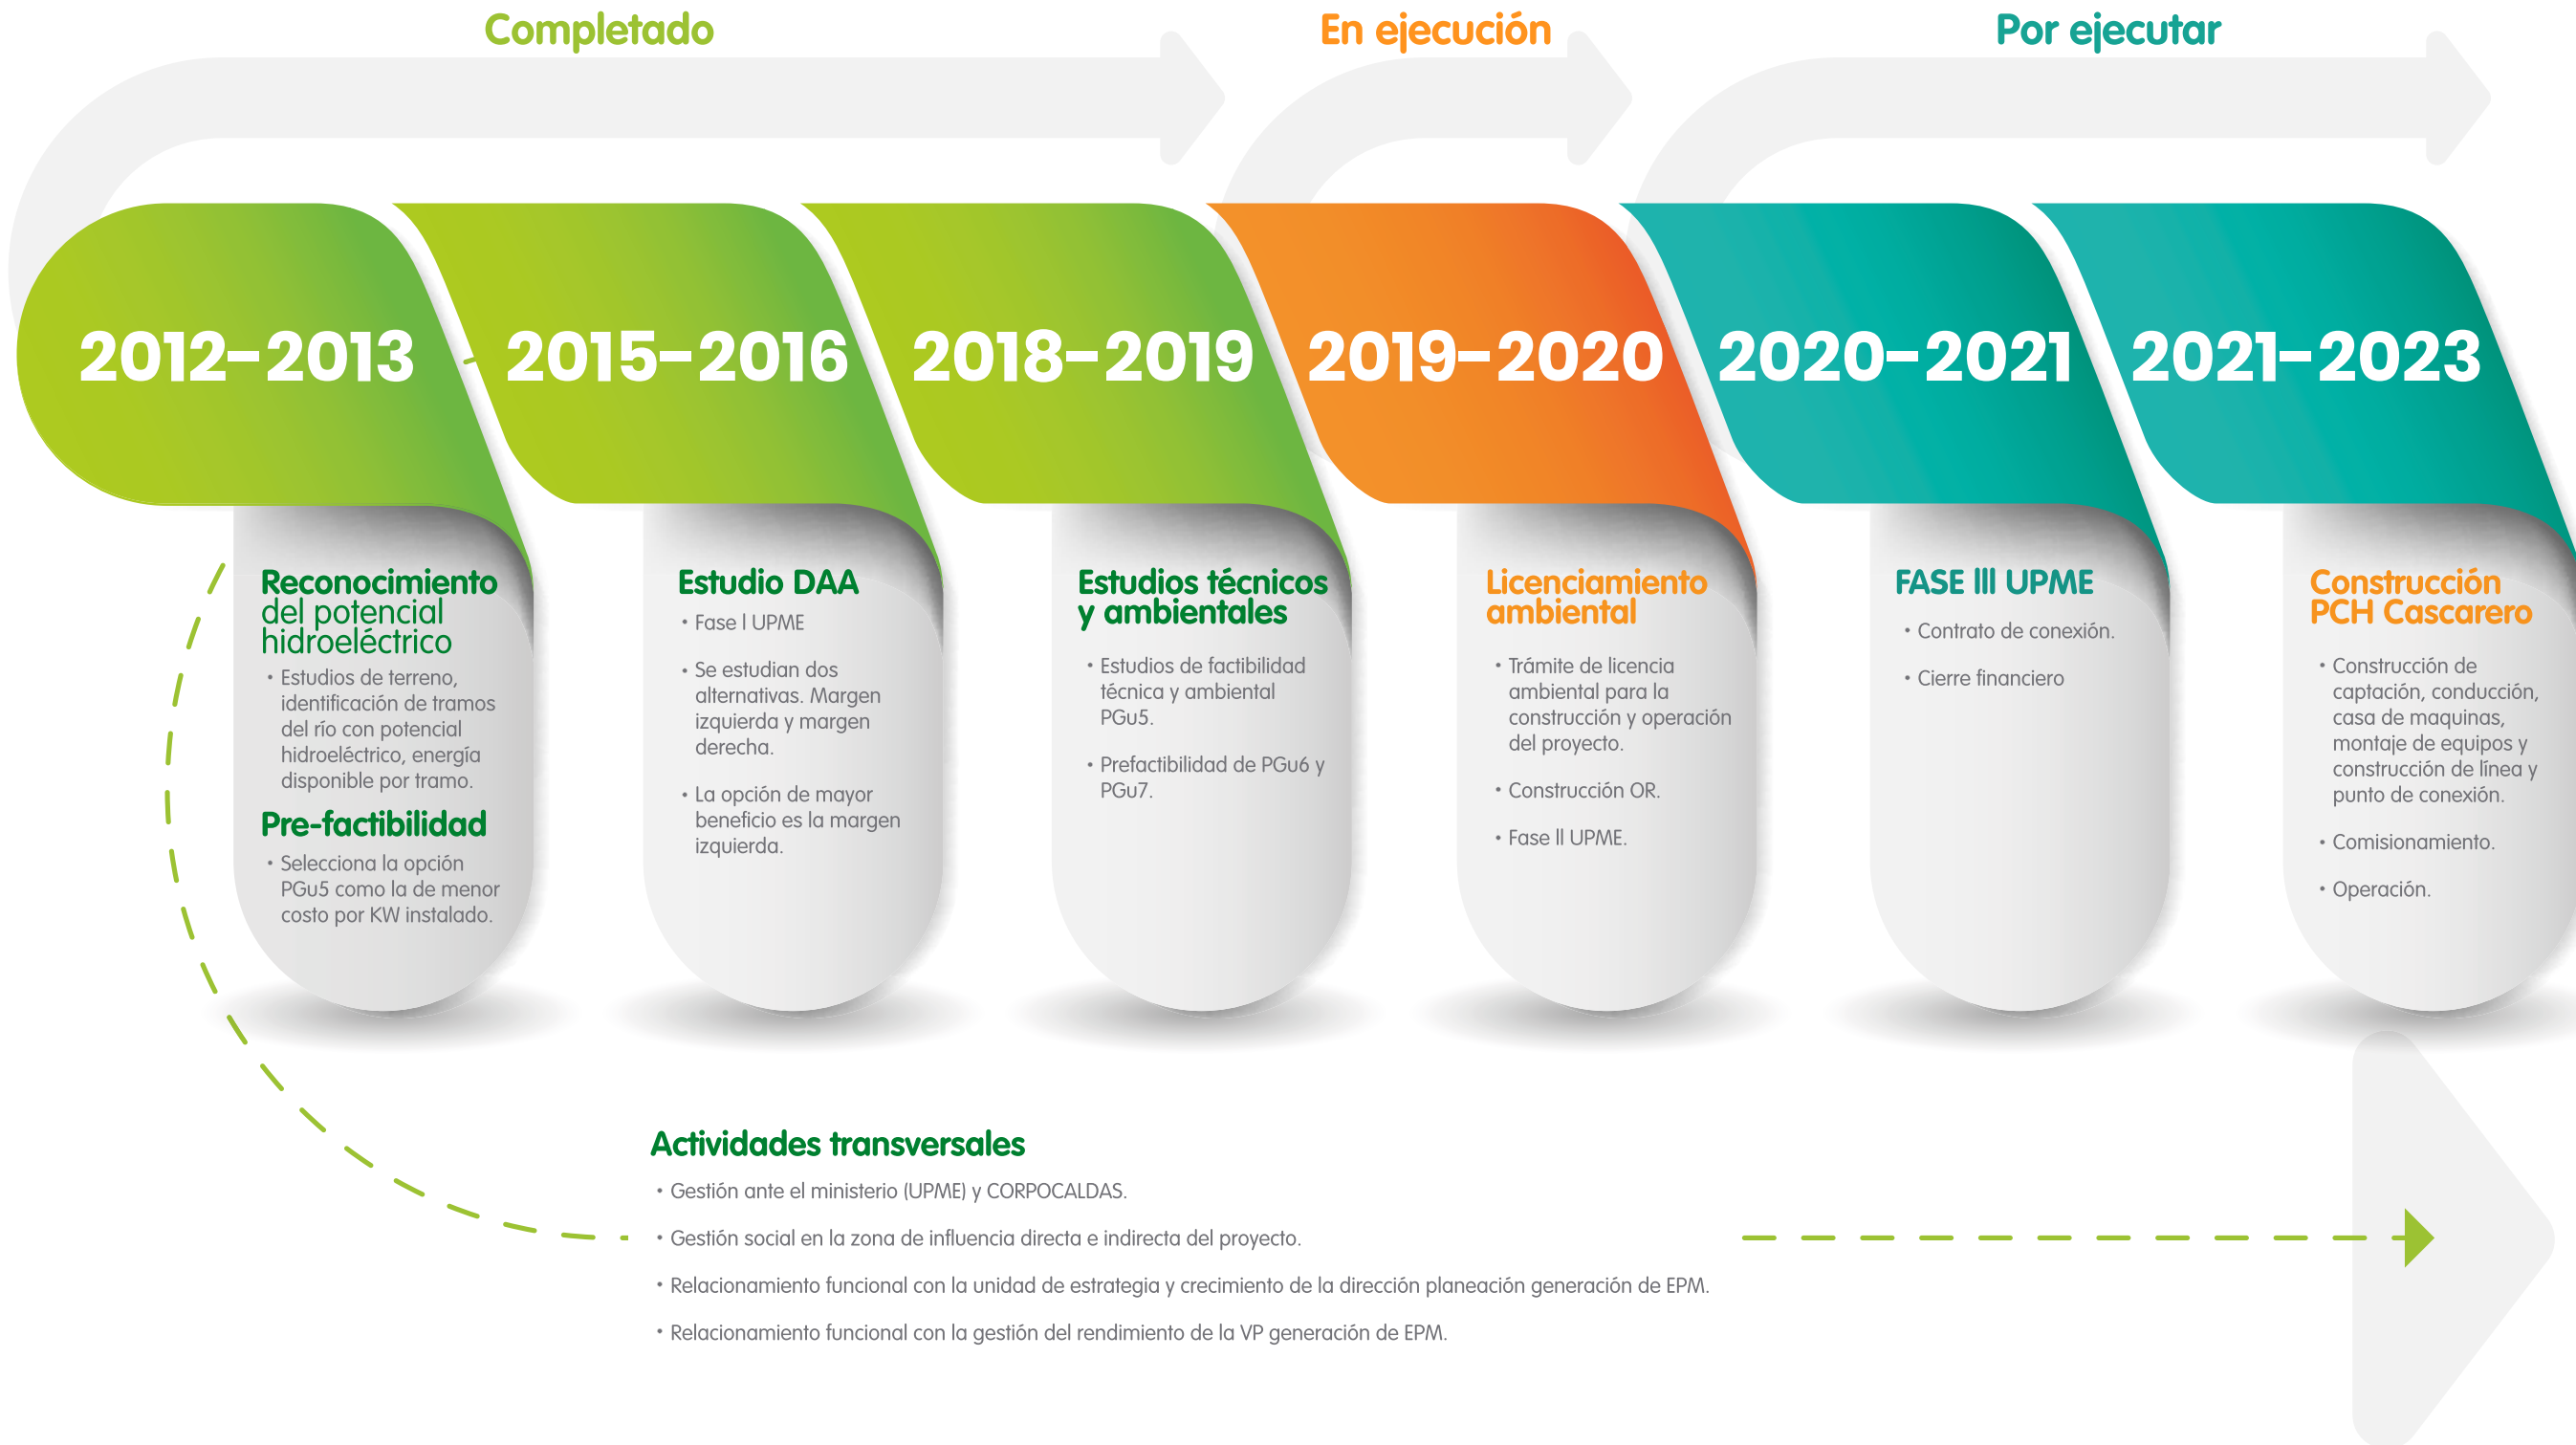 Completado
En ejecución
Por ejecutar
2012-2013
2015-2016
2018-2019
2019-2020
2020-2021
2021-2023
Reconocimiento
del potencial
hidroeléctrico
• Estudios de terreno,
identificación de tramos
del río con potencial
hidroeléctrico, energía
disponible por tramo.
Pre-factibilidad
• Selecciona la opción
PGu5 como la de menor
costo por KW instalado.
Estudio DAA
• Fase I UPME
• Se estudian dos
alternativas. Margen
izquierda y margen
derecha.
• La opción de mayor
beneficio es la margen
izquierda.
Estudios técnicos
y ambientales
• Estudios de factibilidad
técnica y ambiental
PGu5.
• Prefactibilidad de PGu6 y
PGu7.
Licenciamiento
ambiental
• Trámite de licencia
ambiental para la
construcción y operación
del proyecto.
• Construcción OR.
• Fase II UPME.
FASE III UPME
• Contrato de conexión.
• Cierre financiero
Construcción
PCH Cascarero
• Construcción de
captación, conducción,
casa de maquinas,
montaje de equipos y
construcción de línea y
punto de conexión.
• Comisionamiento.
• Operación.
Actividades transversales
• Gestión ante el ministerio (UPME) y CORPOCALDAS.
• Gestión social en la zona de influencia directa e indirecta del proyecto.
• Relacionamiento funcional con la unidad de estrategia y crecimiento de la dirección planeación generación de EPM.
• Relacionamiento funcional con la gestión del rendimiento de la VP generación de EPM.